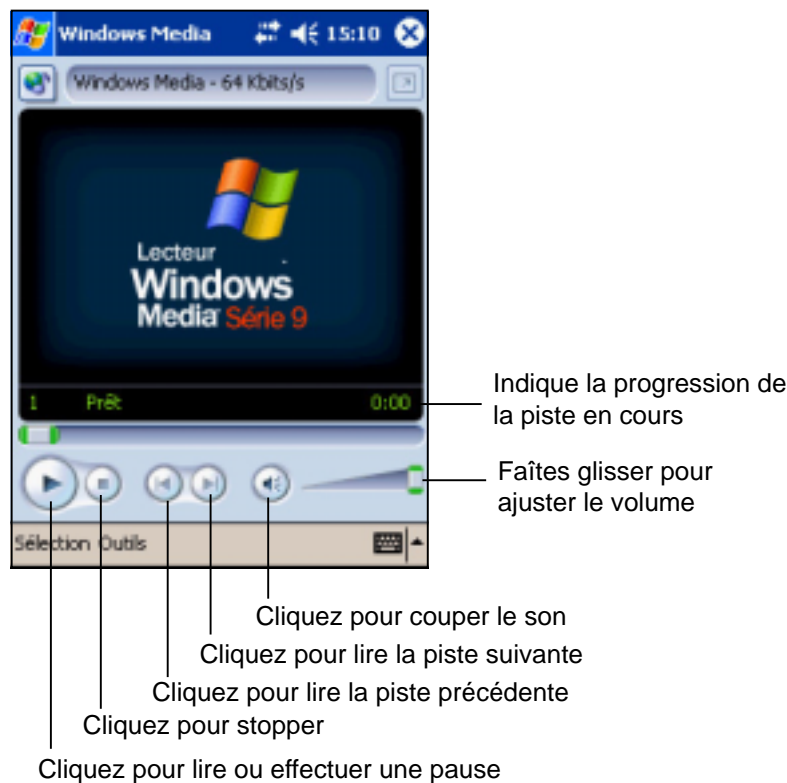 Windows Media 15:10
Windows Media - 64 Kbits/s
Lecteur
Windows
Media Série 9
1 Prêt 0:00
Indique la progression de
la piste en cours
Faîtes glisser pour
ajuster le volume
Sélection Outils
Cliquez pour couper le son
Cliquez pour lire la piste suivante
Cliquez pour lire la piste précédente
Cliquez pour stopper
Cliquez pour lire ou effectuer une pause